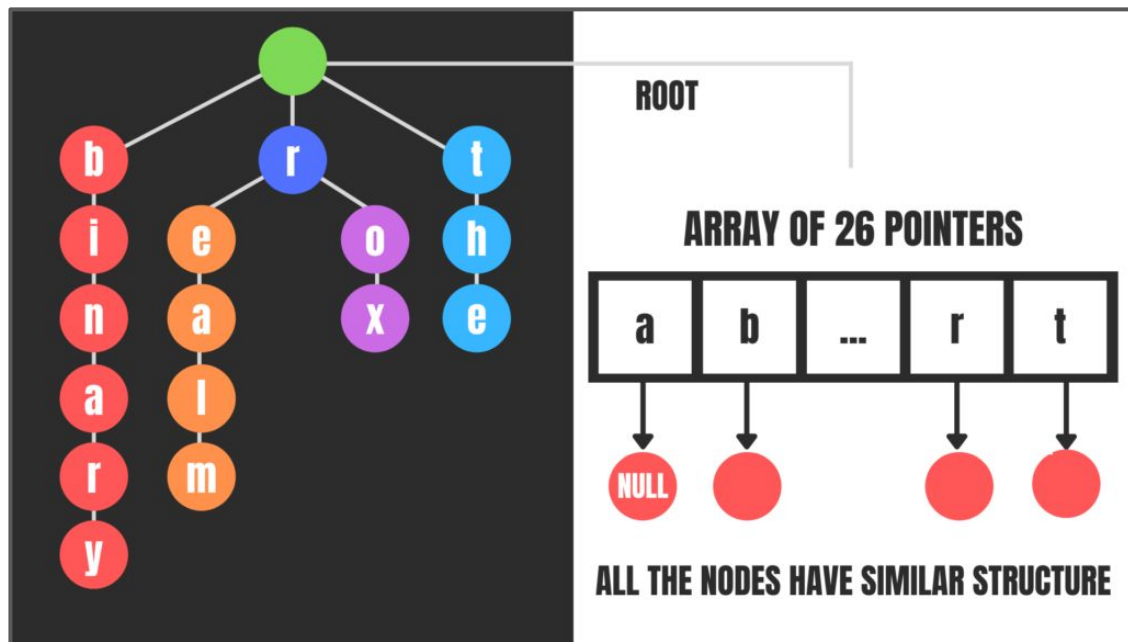 ROOT
b
r
t
i
e
o
h
n
a
x
e
a
l
r
m
y
ARRAY OF 26 POINTERS
a b ... r t
NULL
ALL THE NODES HAVE SIMILAR STRUCTURE